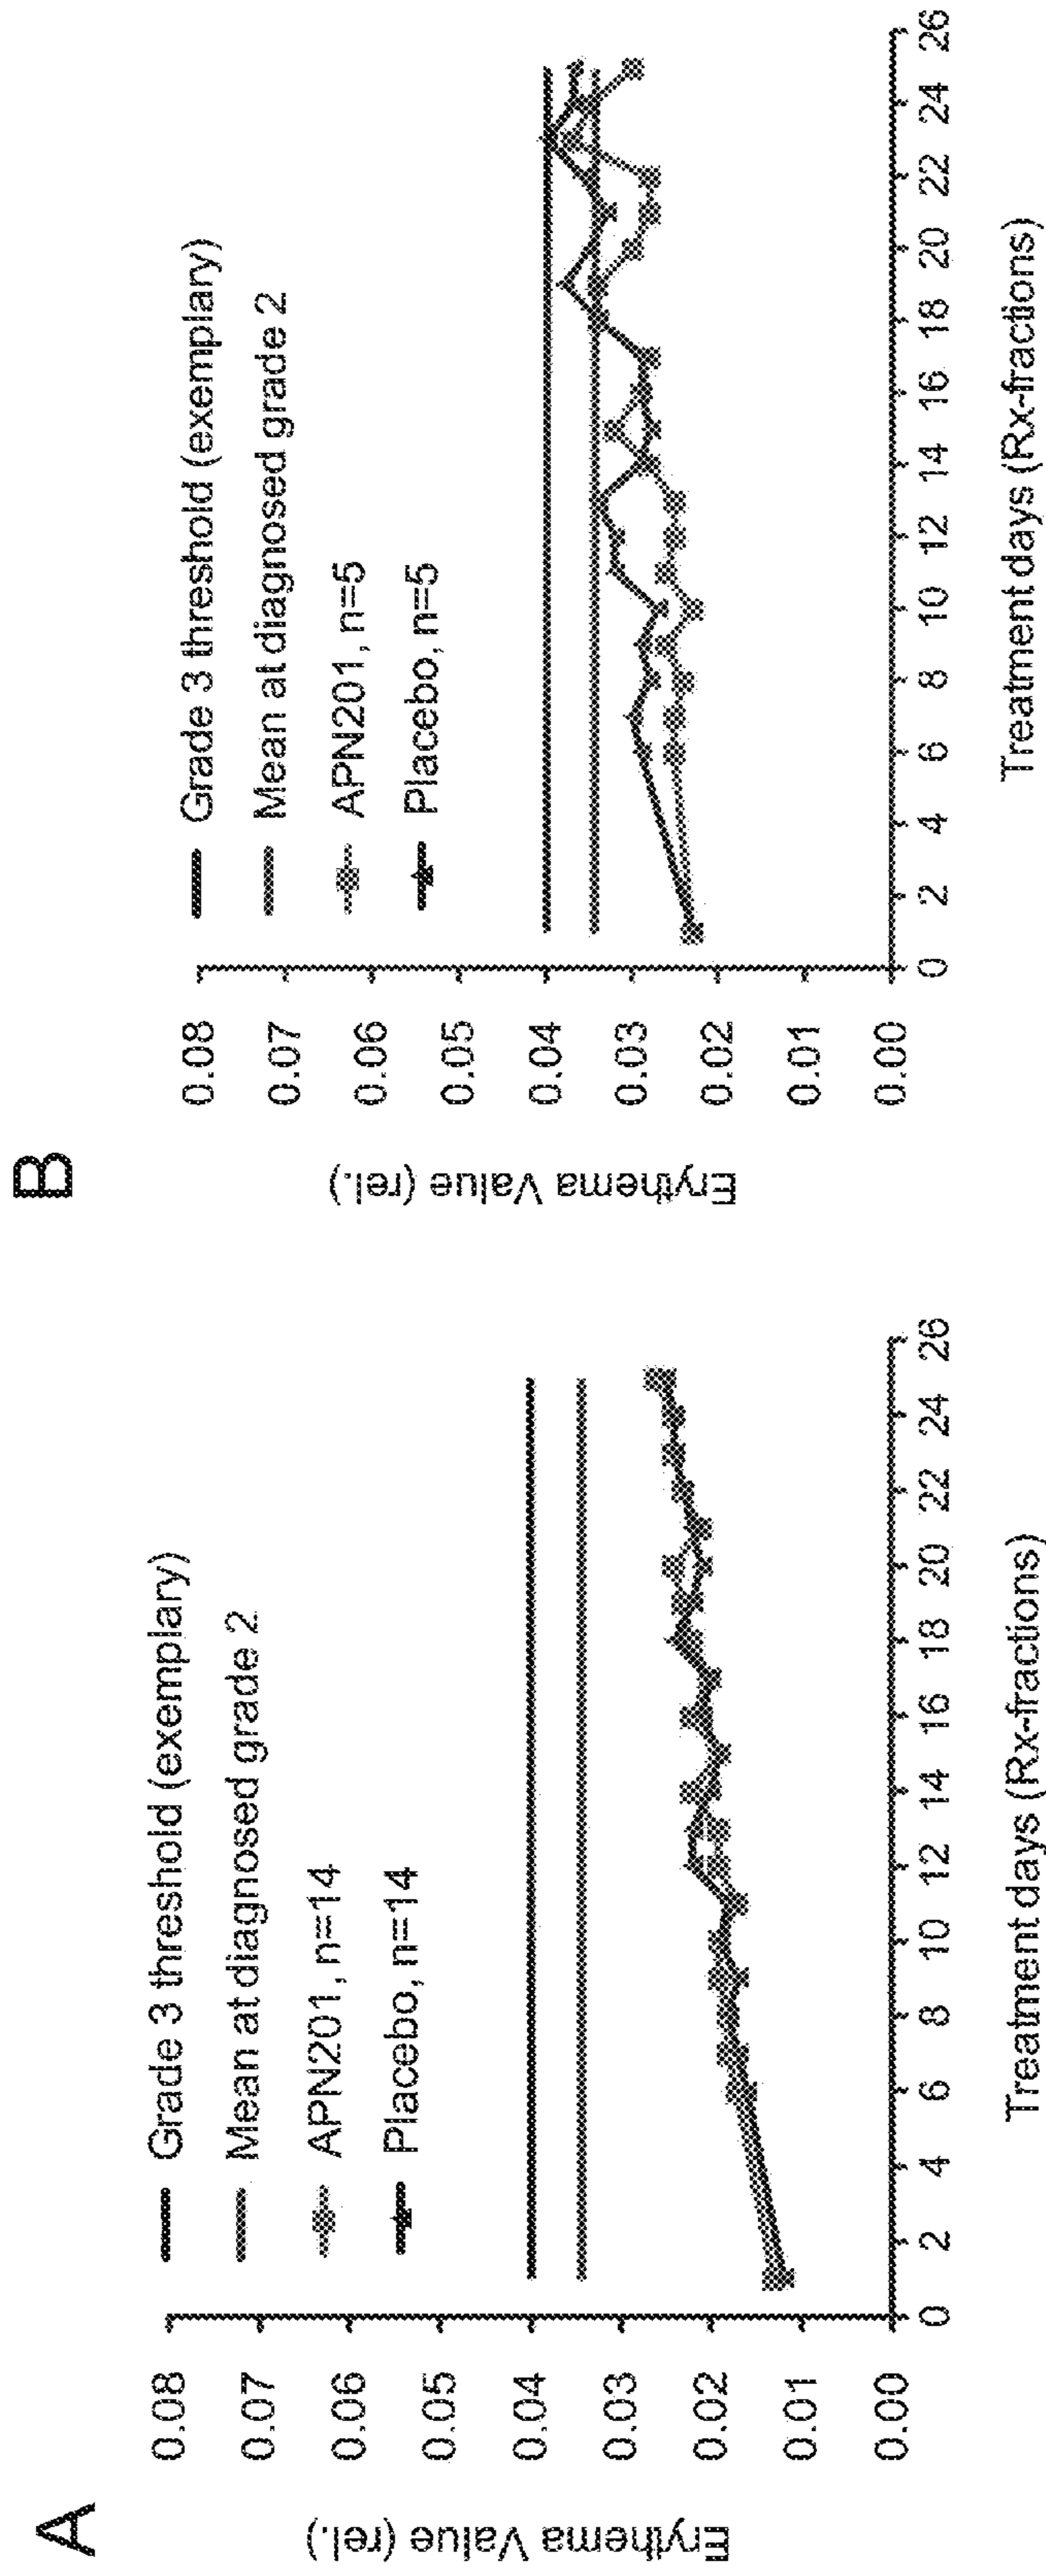 A
Erythema Value (rel.)
0.08
0.07
0.06
0.05
0.04
0.03
0.02
0.01
0.00
Grade 3 threshold (exemplary)
Mean at diagnosed grade 2
APN201, n=14
Placebo, n=14
0 2 4 6 8 10 12 14 16 18 20 22 24 26
Treatment days (Rx-fractions)
B
Erythema Value (rel.)
0.08
0.07
0.06
0.05
0.04
0.03
0.02
0.01
0.00
Grade 3 threshold (exemplary)
Mean at diagnosed grade 2
APN201, n=5
Placebo, n=5
0 2 4 6 8 10 12 14 16 18 20 22 24 26
Treatment days (Rx-fractions)